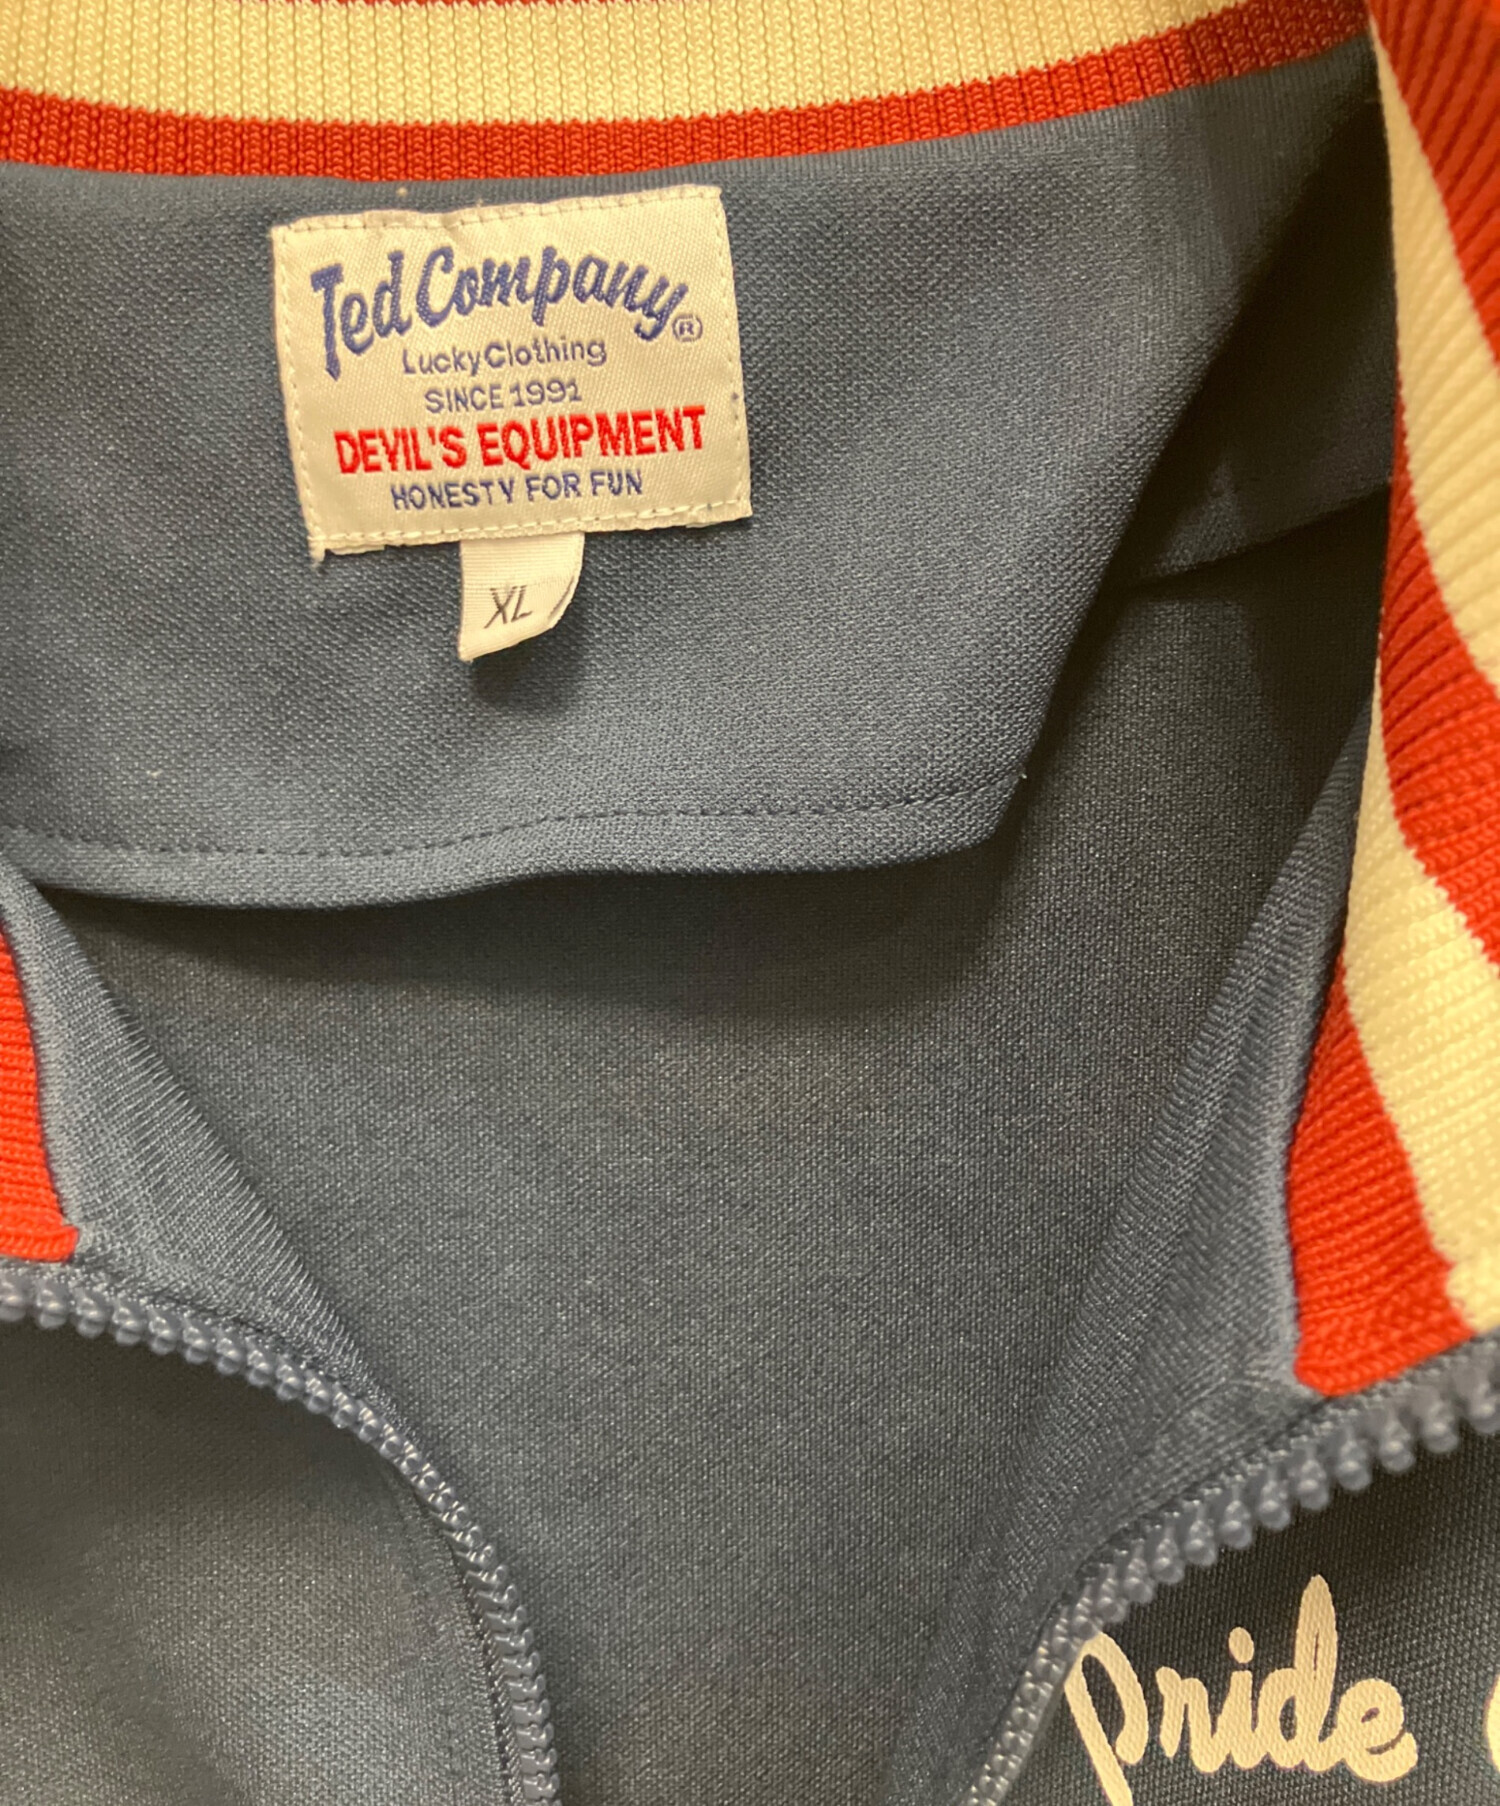 Ted Company®
Lucky Clothing
SINCE 1991
DEVIL'S EQUIPMENT
HONESTY FOR FUN
XL
Pride